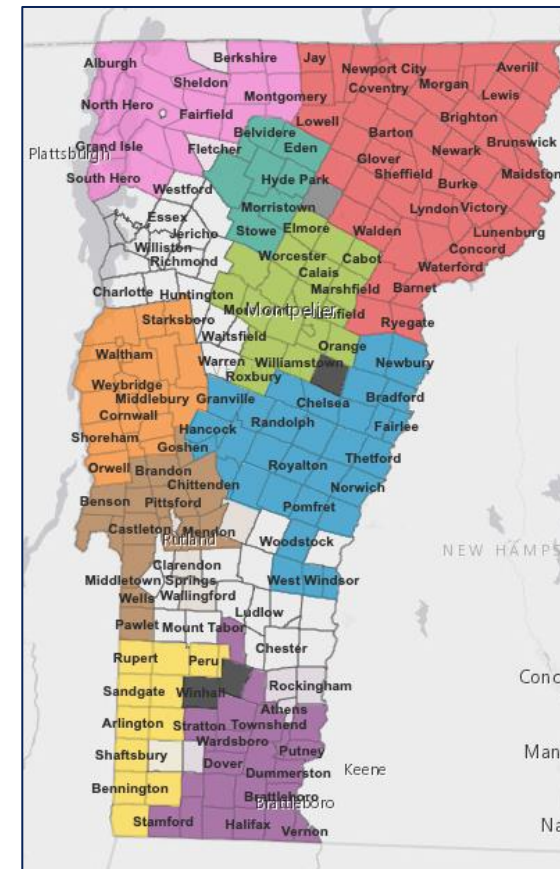 Berkshire
Jay
Alburgh
Newport City
Averill
Sheldon
Coventry
Morgan
Lewis
North Hero
Montgomery
Fairfield
Lowell
Brighton
Belvidere
Barton
Brunswick
Plattsburgh
Grand Isle
Fletcher
Eden
Newark
Glover
Sheffield
Maidston
South Hero
Hyde Park
Burke
Westford
Morristown
Lyndon
Victory
Essex
Elmore
Walden
Lunenburg
Jericho
Stowe
Williston
Concord
Richmond
Worcester
Cabot
Waterford
Calais
Charlotte
Huntington
Marshfield
Barnet
Montpelier
Starksboro
Ryegate
Waitsfield
Orange
Waltham
Warren
Williamstown
Newbury
Roxbury
Weybridge
Granville
Chelsea
Bradford
Middlebury
Cornwall
Hancock
Randolph
Fairlee
Shoreham
Goshen
Thetford
Orwell
Brandon
Royalton
Chittenden
Norwich
Benson
Pittsford
Pomfret
Castleton
Mendon
Rutland
Woodstock
NEW HAMPS
Clarendon
Middletown Springs
West Windsor
Wells
Wallingford
Ludlow
Pawlet
Mount Tabor
Chester
Rupert
Peru
Conc
Sandgate
Winhall
Rockingham
Athens
Arlington
Stratton
Townshend
Wardsboro
Man
Shaftsbury
Putney
Dover
Keene
Dummerston
Bennington
Brattleboro
Brattleboro
Stamford
Halifax
Vernon
Na